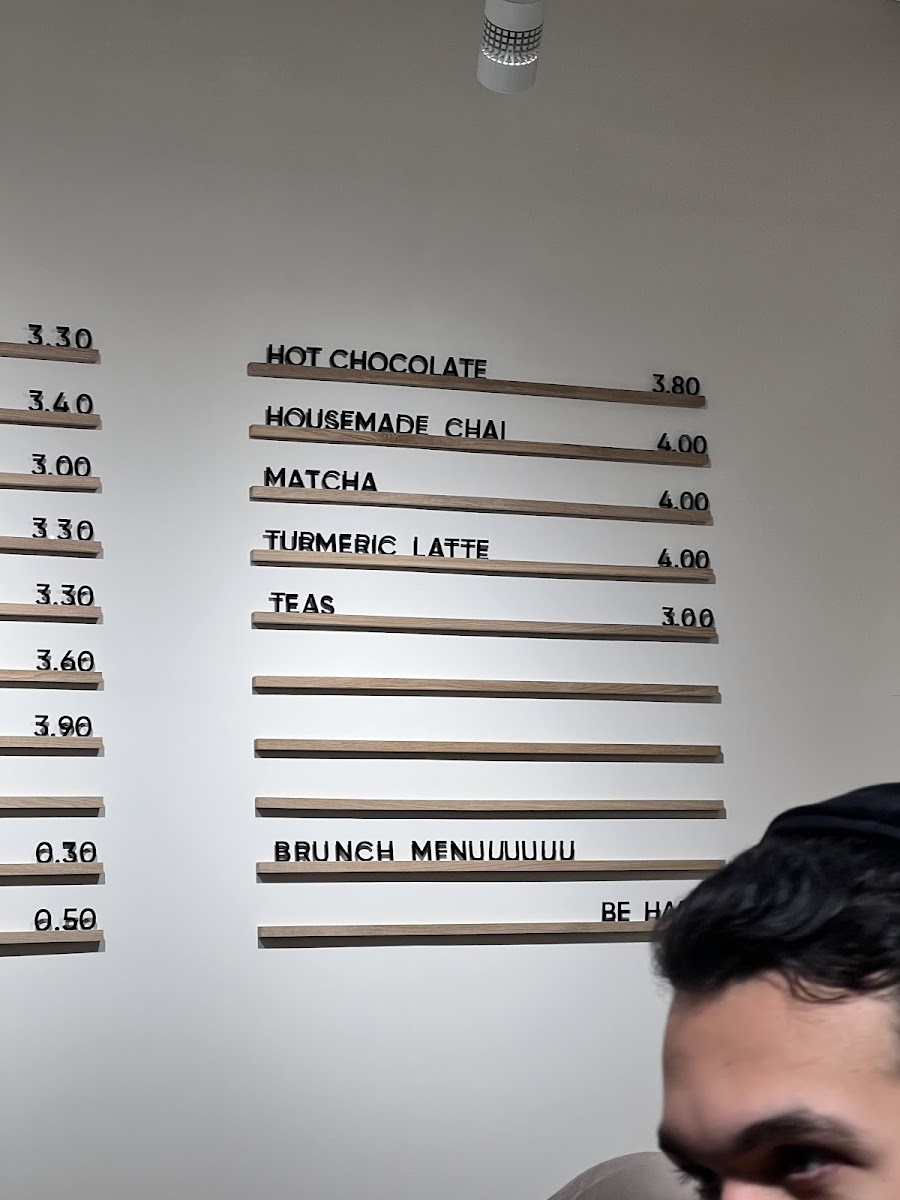 3.30
3.40
3.00
3.30
3.30
3.60
3.90
0.30
0.50
HOT CHOCOLATE 3.80
HOUSEMADE CHAI 4.00
MATCHA 4.00
TURMERIC LATTE 4.00
TEAS 3.00
BRUNCH MENUUUUUU
BE